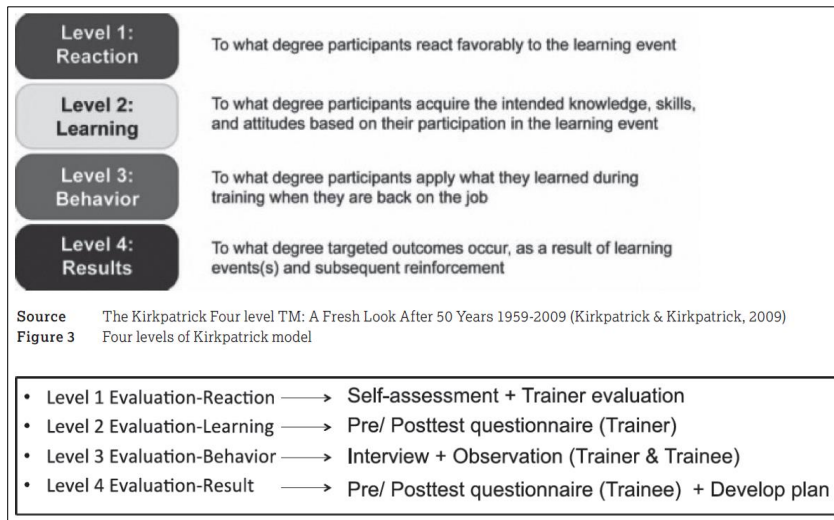 Level 1:
Reaction
To what degree participants react favorably to the learning event
Level 2:
Learning
To what degree participants acquire the intended knowledge, skills,
and attitudes based on their participation in the learning event
Level 3:
Behavior
To what degree participants apply what they learned during
training when they are back on the job
Level 4:
Results
To what degree targeted outcomes occur, as a result of learning
events(s) and subsequent reinforcement
Source The Kirkpatrick Four level TM: A Fresh Look After 50 Years 1959-2009 (Kirkpatrick & Kirkpatrick, 2009)
Figure 3 Four levels of Kirkpatrick model
• Level 1 Evaluation-Reaction → Self-assessment + Trainer evaluation
• Level 2 Evaluation-Learning → Pre/ Posttest questionnaire (Trainer)
• Level 3 Evaluation-Behavior → Interview + Observation (Trainer & Trainee)
• Level 4 Evaluation-Result → Pre/ Posttest questionnaire (Trainee) + Develop plan